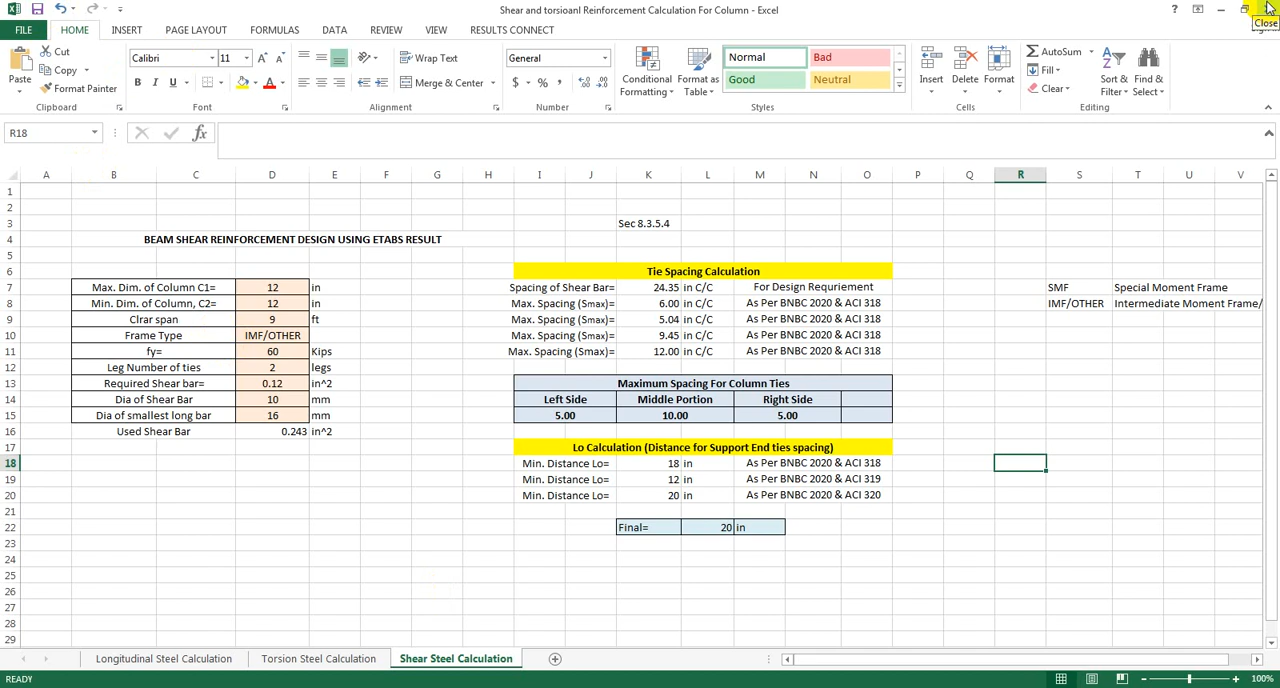 Shear and torsioanl Reinforcement Calculation For Column - Excel
Close
FILE HOME INSERT PAGE LAYOUT FORMULAS DATA REVIEW VIEW RESULTS CONNECT
Paste
Cut
Copy
Format Painter
Clipboard
Calibri 11
B I U
Font
Wrap Text
Merge & Center
Alignment
General
$ % ,
Number
Conditional Formatting
Format as Table
Normal Bad
Good Neutral
Styles
Insert Delete Format
Cells
AutoSum
Fill
Clear
Sort & Filter
Find & Select
Editing
R18 fx
A B C D E F G H I J K L M N O P Q R S T U V
1
2
3 Sec 8.3.5.4
4 BEAM SHEAR REINFORCEMENT DESIGN USING ETABS RESULT
5
6 Tie Spacing Calculation
7 Max. Dim. of Column C1= 12 in Spacing of Shear Bar= 24.35 in C/C For Design Requriement SMF Special Moment Frame
8 Min. Dim. of Column, C2= 12 in Max. Spacing (Smax)= 6.00 in C/C As Per BNBC 2020 & ACI 318 IMF/OTHER Intermediate Moment Frame/
9 Clrar span 9 ft Max. Spacing (Smax)= 5.04 in C/C As Per BNBC 2020 & ACI 318
10 Frame Type IMF/OTHER Max. Spacing (Smax)= 9.45 in C/C As Per BNBC 2020 & ACI 318
11 fy= 60 Kips Max. Spacing (Smax)= 12.00 in C/C As Per BNBC 2020 & ACI 318
12 Leg Number of ties 2 legs
13 Required Shear bar= 0.12 in^2 Maximum Spacing For Column Ties
14 Dia of Shear Bar 10 mm Left Side Middle Portion Right Side
15 Dia of smallest long bar 16 mm 5.00 10.00 5.00
16 Used Shear Bar 0.243 in^2
17 Lo Calculation (Distance for Support End ties spacing)
18 Min. Distance Lo= 18 in As Per BNBC 2020 & ACI 318
19 Min. Distance Lo= 12 in As Per BNBC 2020 & ACI 319
20 Min. Distance Lo= 20 in As Per BNBC 2020 & ACI 320
21
22 Final= 20 in
23
24
25
26
27
28
29
Longitudinal Steel Calculation Torsion Steel Calculation Shear Steel Calculation
READY 100%